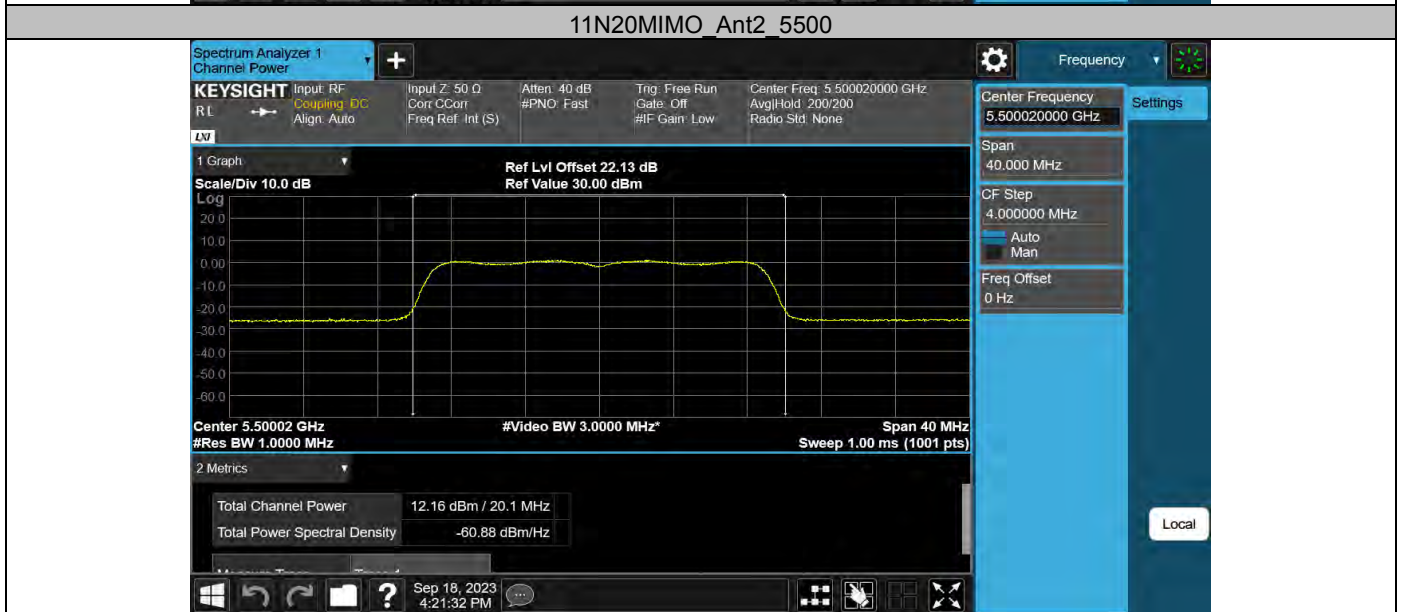 11N20MIMO_Ant2_5500
Spectrum Analyzer 1
Channel Power
Frequency
KEYSIGHT Input: RF
RL
Coupling: DC
Align: Auto
LXI
Input Z: 50 Ω
Corr CCorr
Freq Ref: Int (S)
Atten: 40 dB
#PNO: Fast
Trig: Free Run
Gate: Off
#IF Gain: Low
Center Freq: 5.500020000 GHz
Avg|Hold: 200/200
Radio Std: None
Center Frequency
5.500020000 GHz
Settings
Span
40.000 MHz
CF Step
4.000000 MHz
Auto
Man
Freq Offset
0 Hz
1 Graph
Ref Lvl Offset 22.13 dB
Scale/Div 10.0 dB
Ref Value 30.00 dBm
Log
20.0
10.0
0.00
-10.0
-20.0
-30.0
-40.0
-50.0
-60.0
Center 5.50002 GHz
#Video BW 3.0000 MHz*
Span 40 MHz
#Res BW 1.0000 MHz
Sweep 1.00 ms (1001 pts)
2 Metrics
Total Channel Power
12.16 dBm / 20.1 MHz
Total Power Spectral Density
-60.88 dBm/Hz
Local
?
Sep 18, 2023
4:21:32 PM